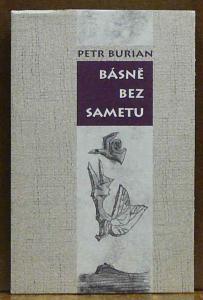 PETR BURIAN
BÁSNĚ
BEZ
SAMETU